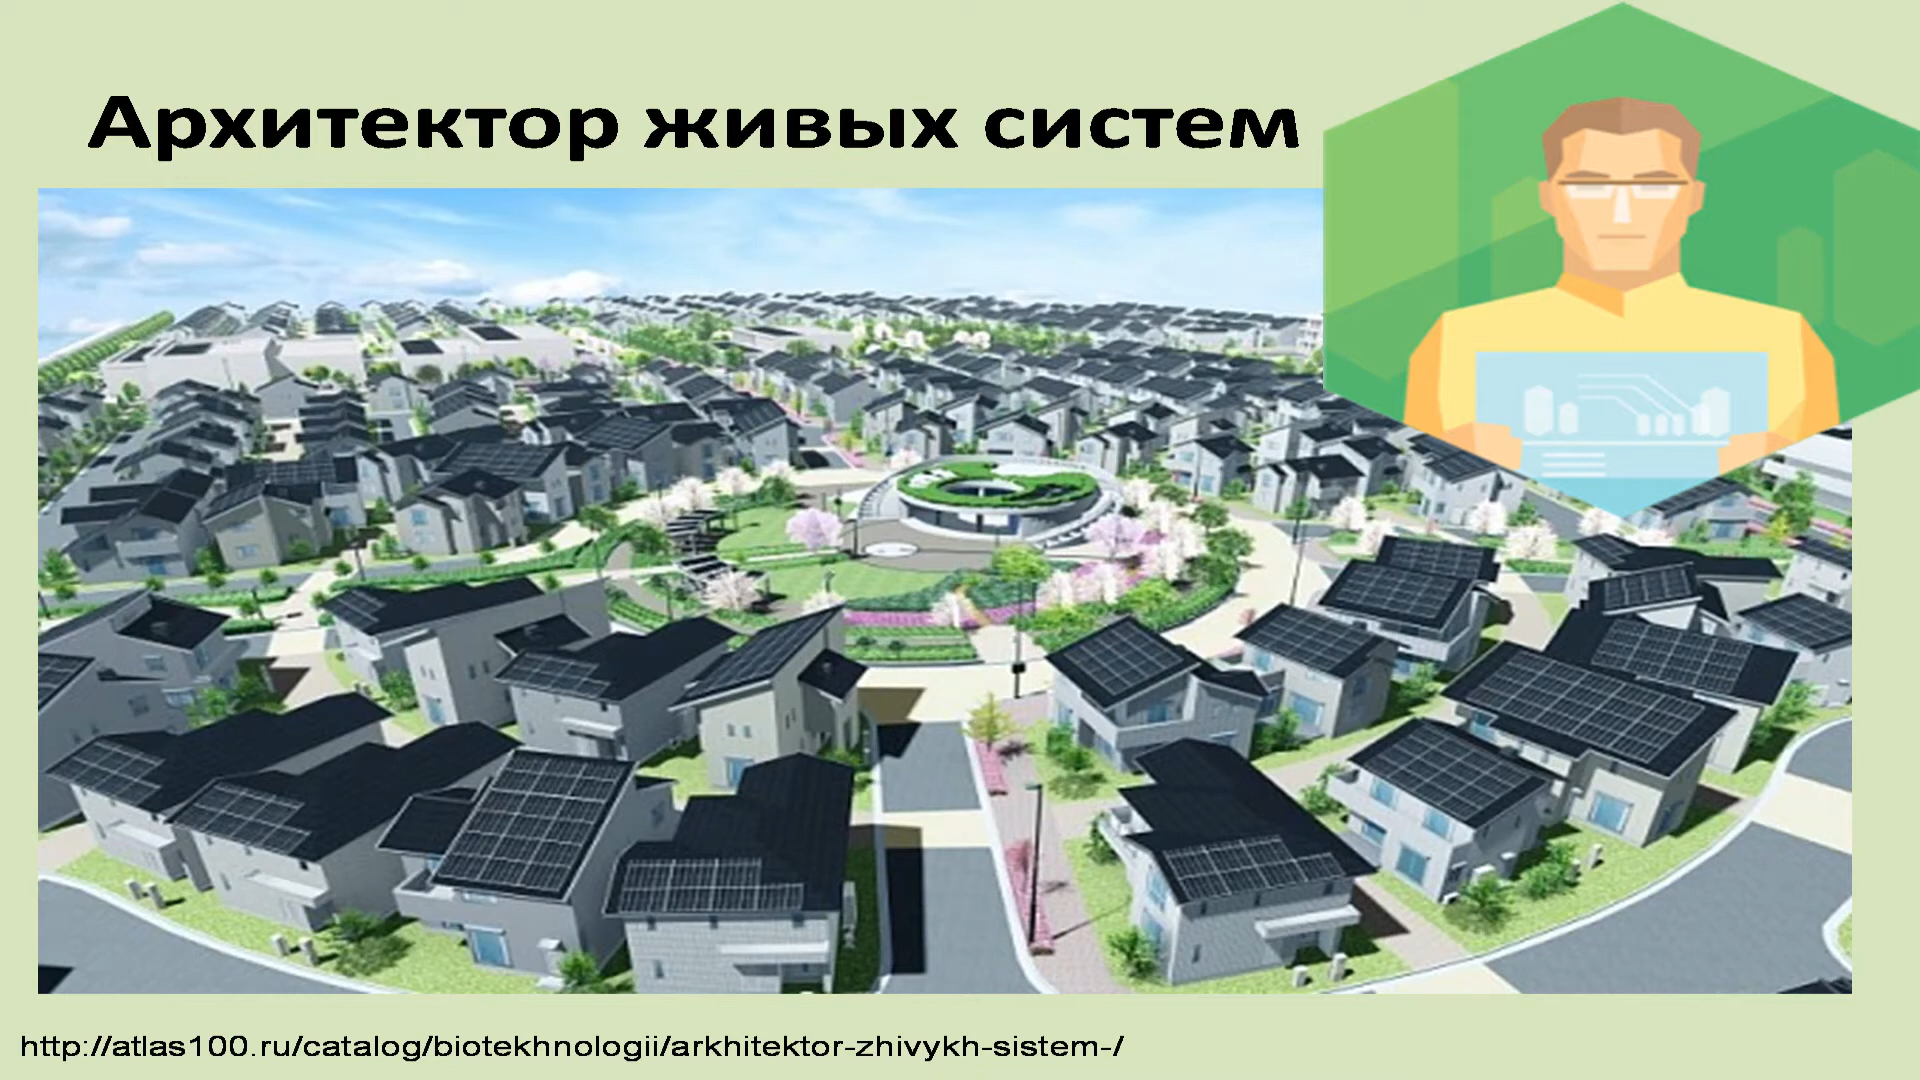 Архитектор живых систем
http://atlas100.ru/catalog/biotekhnologii/arkhitektor-zhivykh-sistem-/